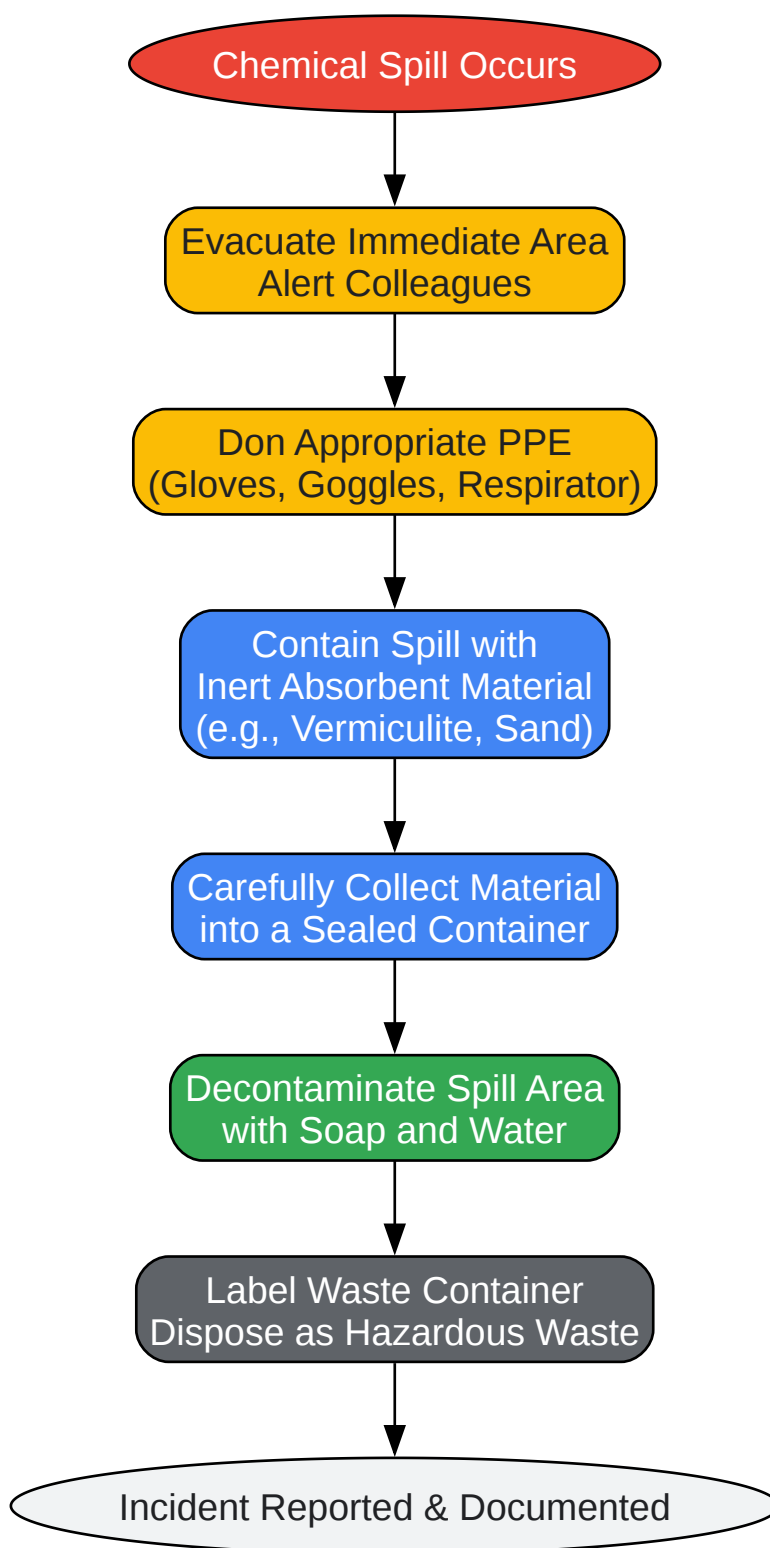 Chemical Spill Occurs
Evacuate Immediate Area
Alert Colleagues
Don Appropriate PPE
(Gloves, Goggles, Respirator)
Contain Spill with
Inert Absorbent Material
(e.g., Vermiculite, Sand)
Carefully Collect Material
into a Sealed Container
Decontaminate Spill Area
with Soap and Water
Label Waste Container
Dispose as Hazardous Waste
Incident Reported & Documented